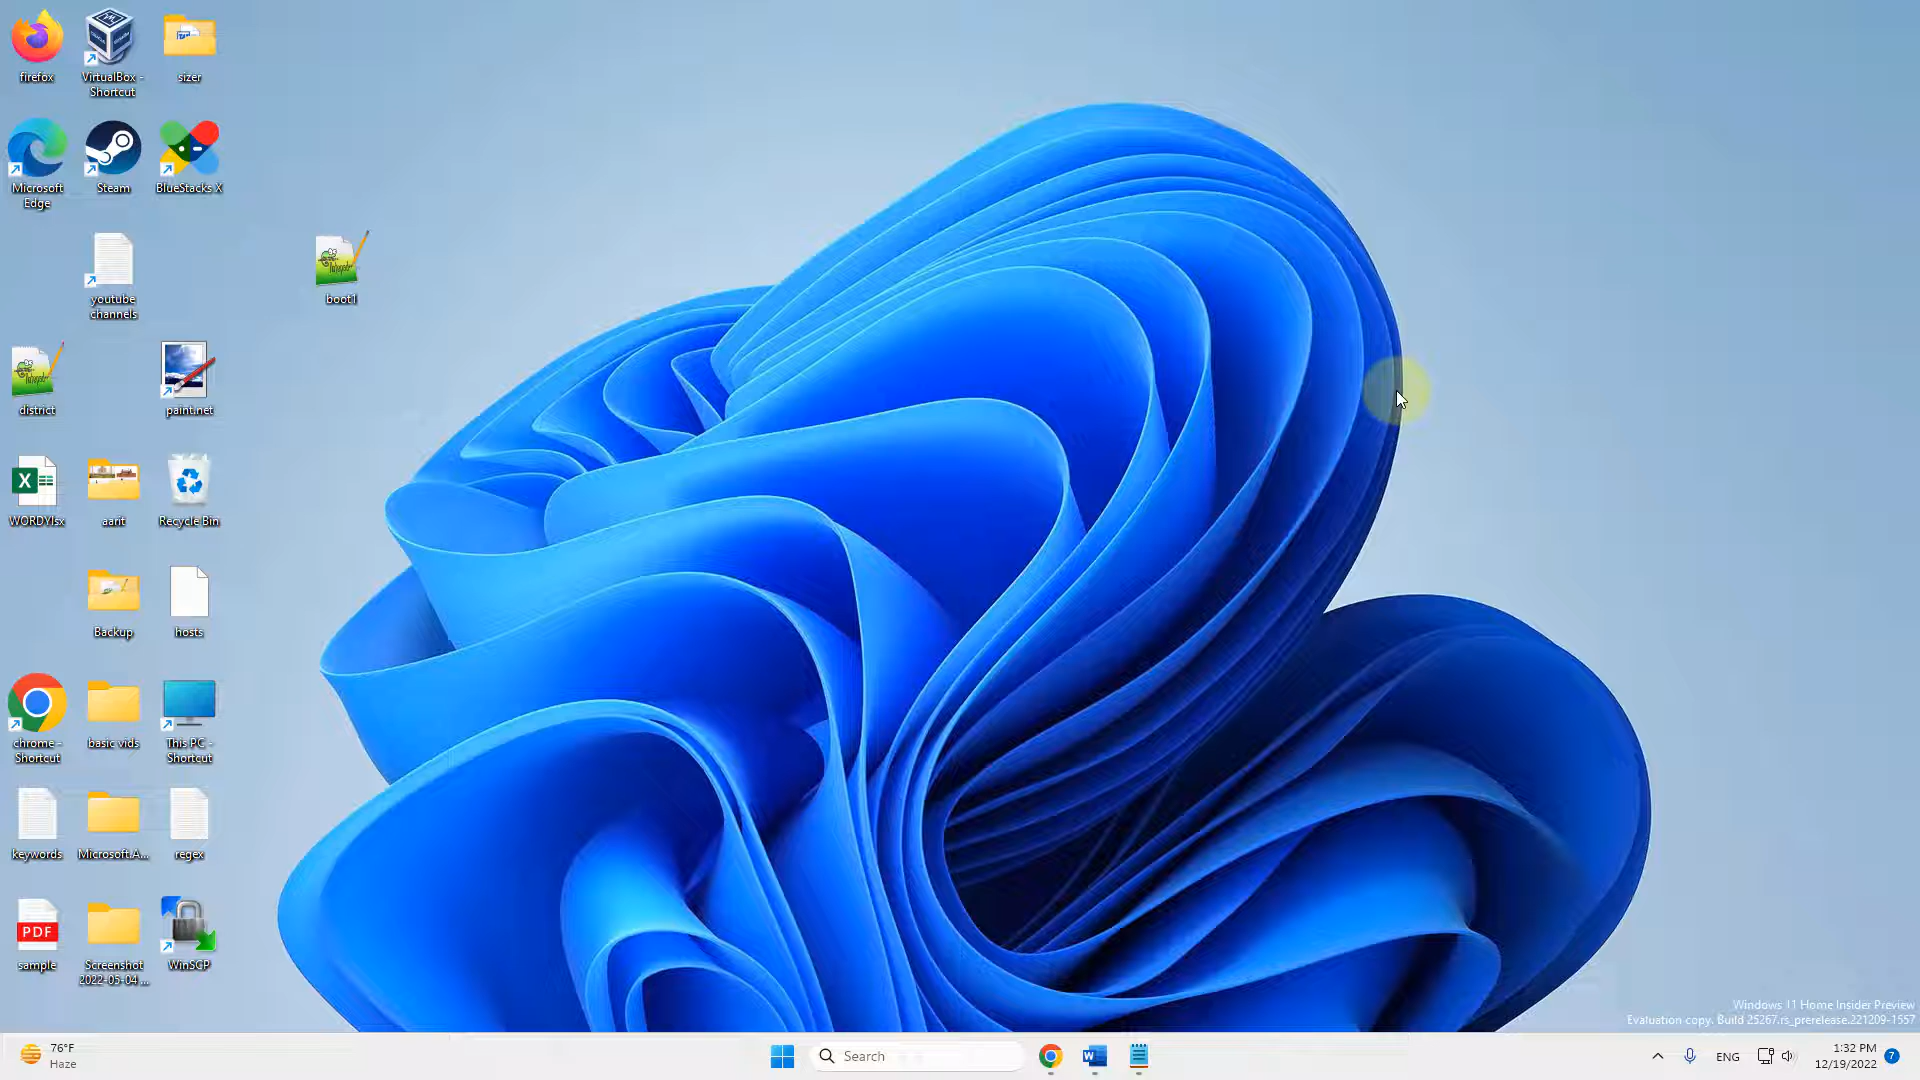 firefox
VirtualBox -
Shortcut
sizer
Microsoft
Edge
Steam
BlueStacks X
youtube
channels
boot1
district
paint.net
X
WORDYlsx
aarit
Recycle Bin
Backup
hosts
chrome -
Shortcut
basic vids
This PC -
Shortcut
keywords
Microsoft.A...
regex
PDF
sample
Screenshot
2022-05-04 ...
WinSCP
Windows 11 Home Insider Preview
Evaluation copy. Build 25267.rs_prerelease.221209-1557
76°F
Haze
Search
W
ENG
1:32 PM
12/19/2022
7